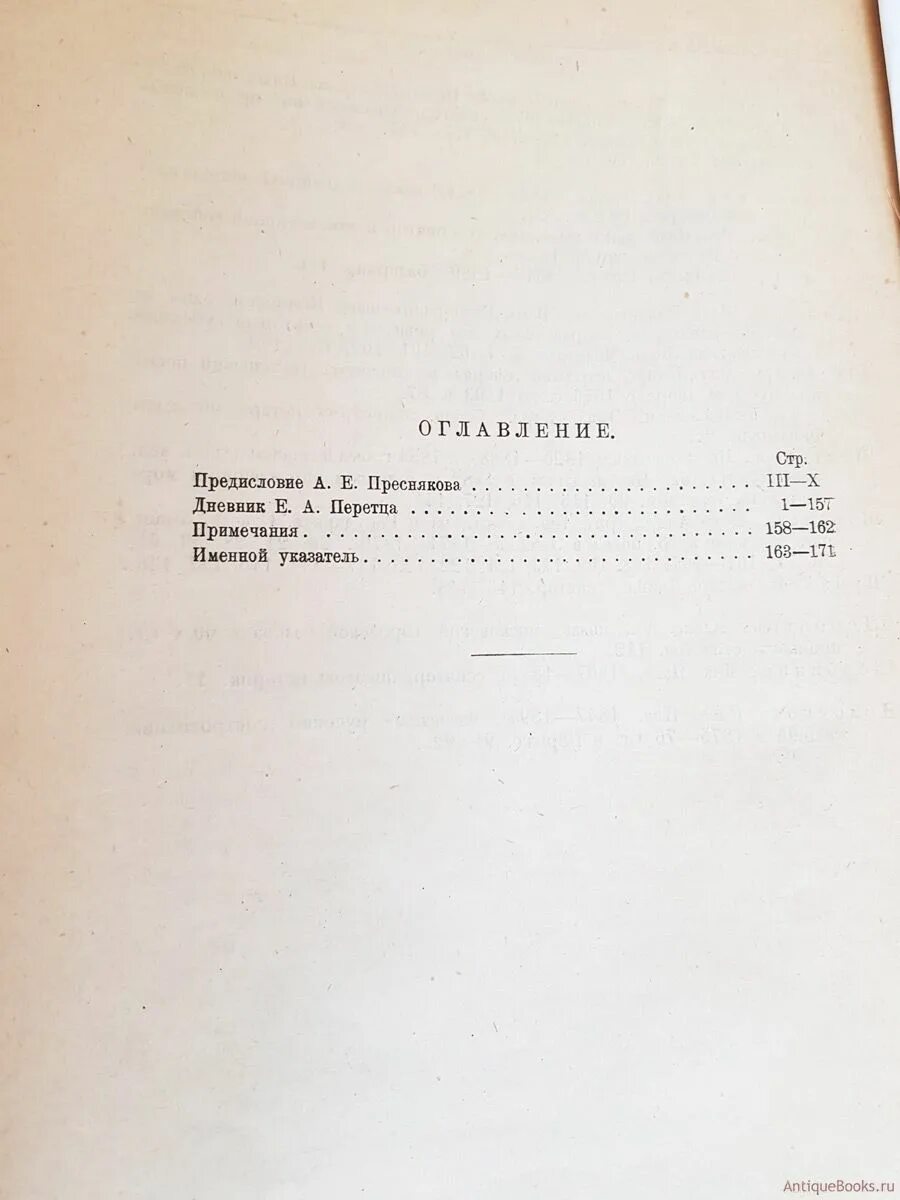 ОГЛАВЛЕНИЕ.
Стр.
Предисловие А. Е. Преснякова . . . . . . . . . . . . . . . . . . . . . . III—X
Дневник Е. А. Перетца . . . . . . . . . . . . . . . . . . . . . . . . . . 1—157
Примечания . . . . . . . . . . . . . . . . . . . . . . . . . . . . . . . 158—162
Именной указатель . . . . . . . . . . . . . . . . . . . . . . . . . . . 163—171
AntiqueBooks.ru